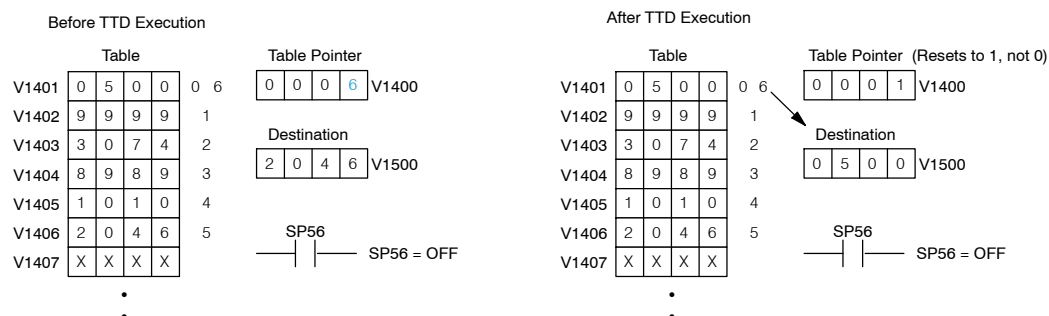 Before TTD Execution
Table
Table Pointer
V1401 0 5 0 0 0 6
0 0 0 6 V1400
V1402 9 9 9 9 1
V1403 3 0 7 4 2
Destination
2 0 4 6 V1500
V1404 8 9 8 9 3
V1405 1 0 1 0 4
V1406 2 0 4 6 5
V1407 X X X X
SP56
SP56 = OFF
After TTD Execution
Table
Table Pointer (Resets to 1, not 0)
V1401 0 5 0 0 0 6
0 0 0 1 V1400
V1402 9 9 9 9 1
V1403 3 0 7 4 2
Destination
0 5 0 0 V1500
V1404 8 9 8 9 3
V1405 1 0 1 0 4
V1406 2 0 4 6 5
V1407 X X X X
SP56
SP56 = OFF